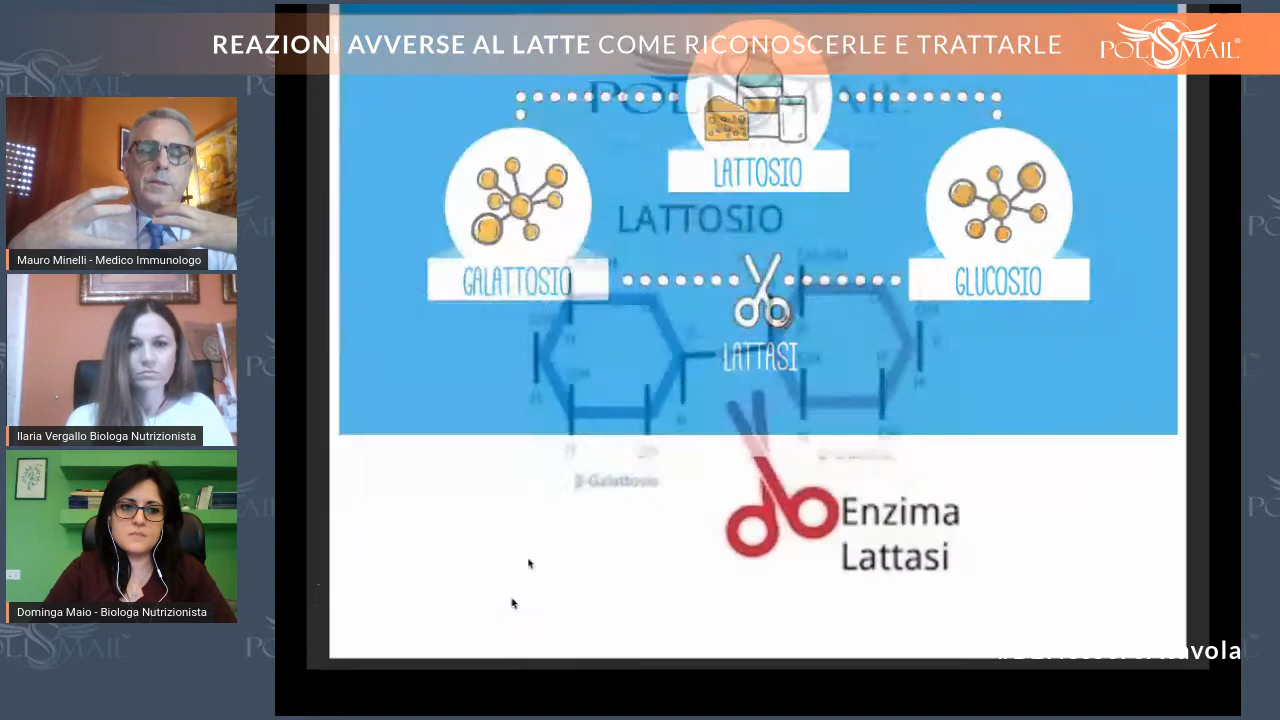 REAZIONI AVVERSE AL LATTE COME RICONOSCERLE E TRATTARLE
POLISMAIL®
Mauro Minelli - Medico Immunologo
Ilaria Vergallo Biologa Nutrizionista
Dominga Maio - Biologa Nutrizionista
LATTOSIO
LATTOSIO
GALATTOSIO
GLUCOSIO
LATTASI
β-Galattosio
Enzima
Lattasi